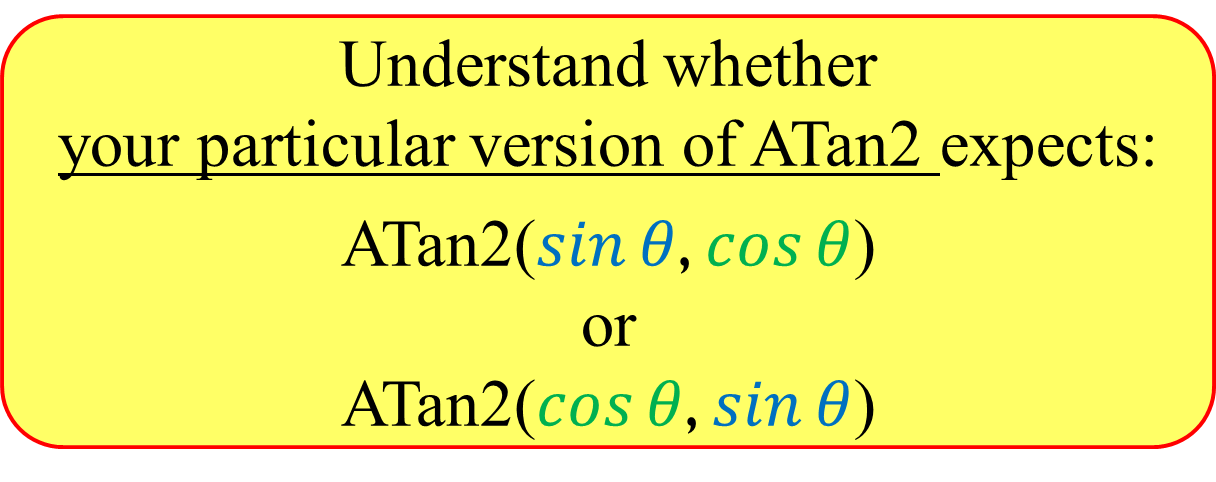 Understand whether
your particular version of ATan2 expects:
ATan2(sin θ, cos θ)
or
ATan2(cos θ, sin θ)